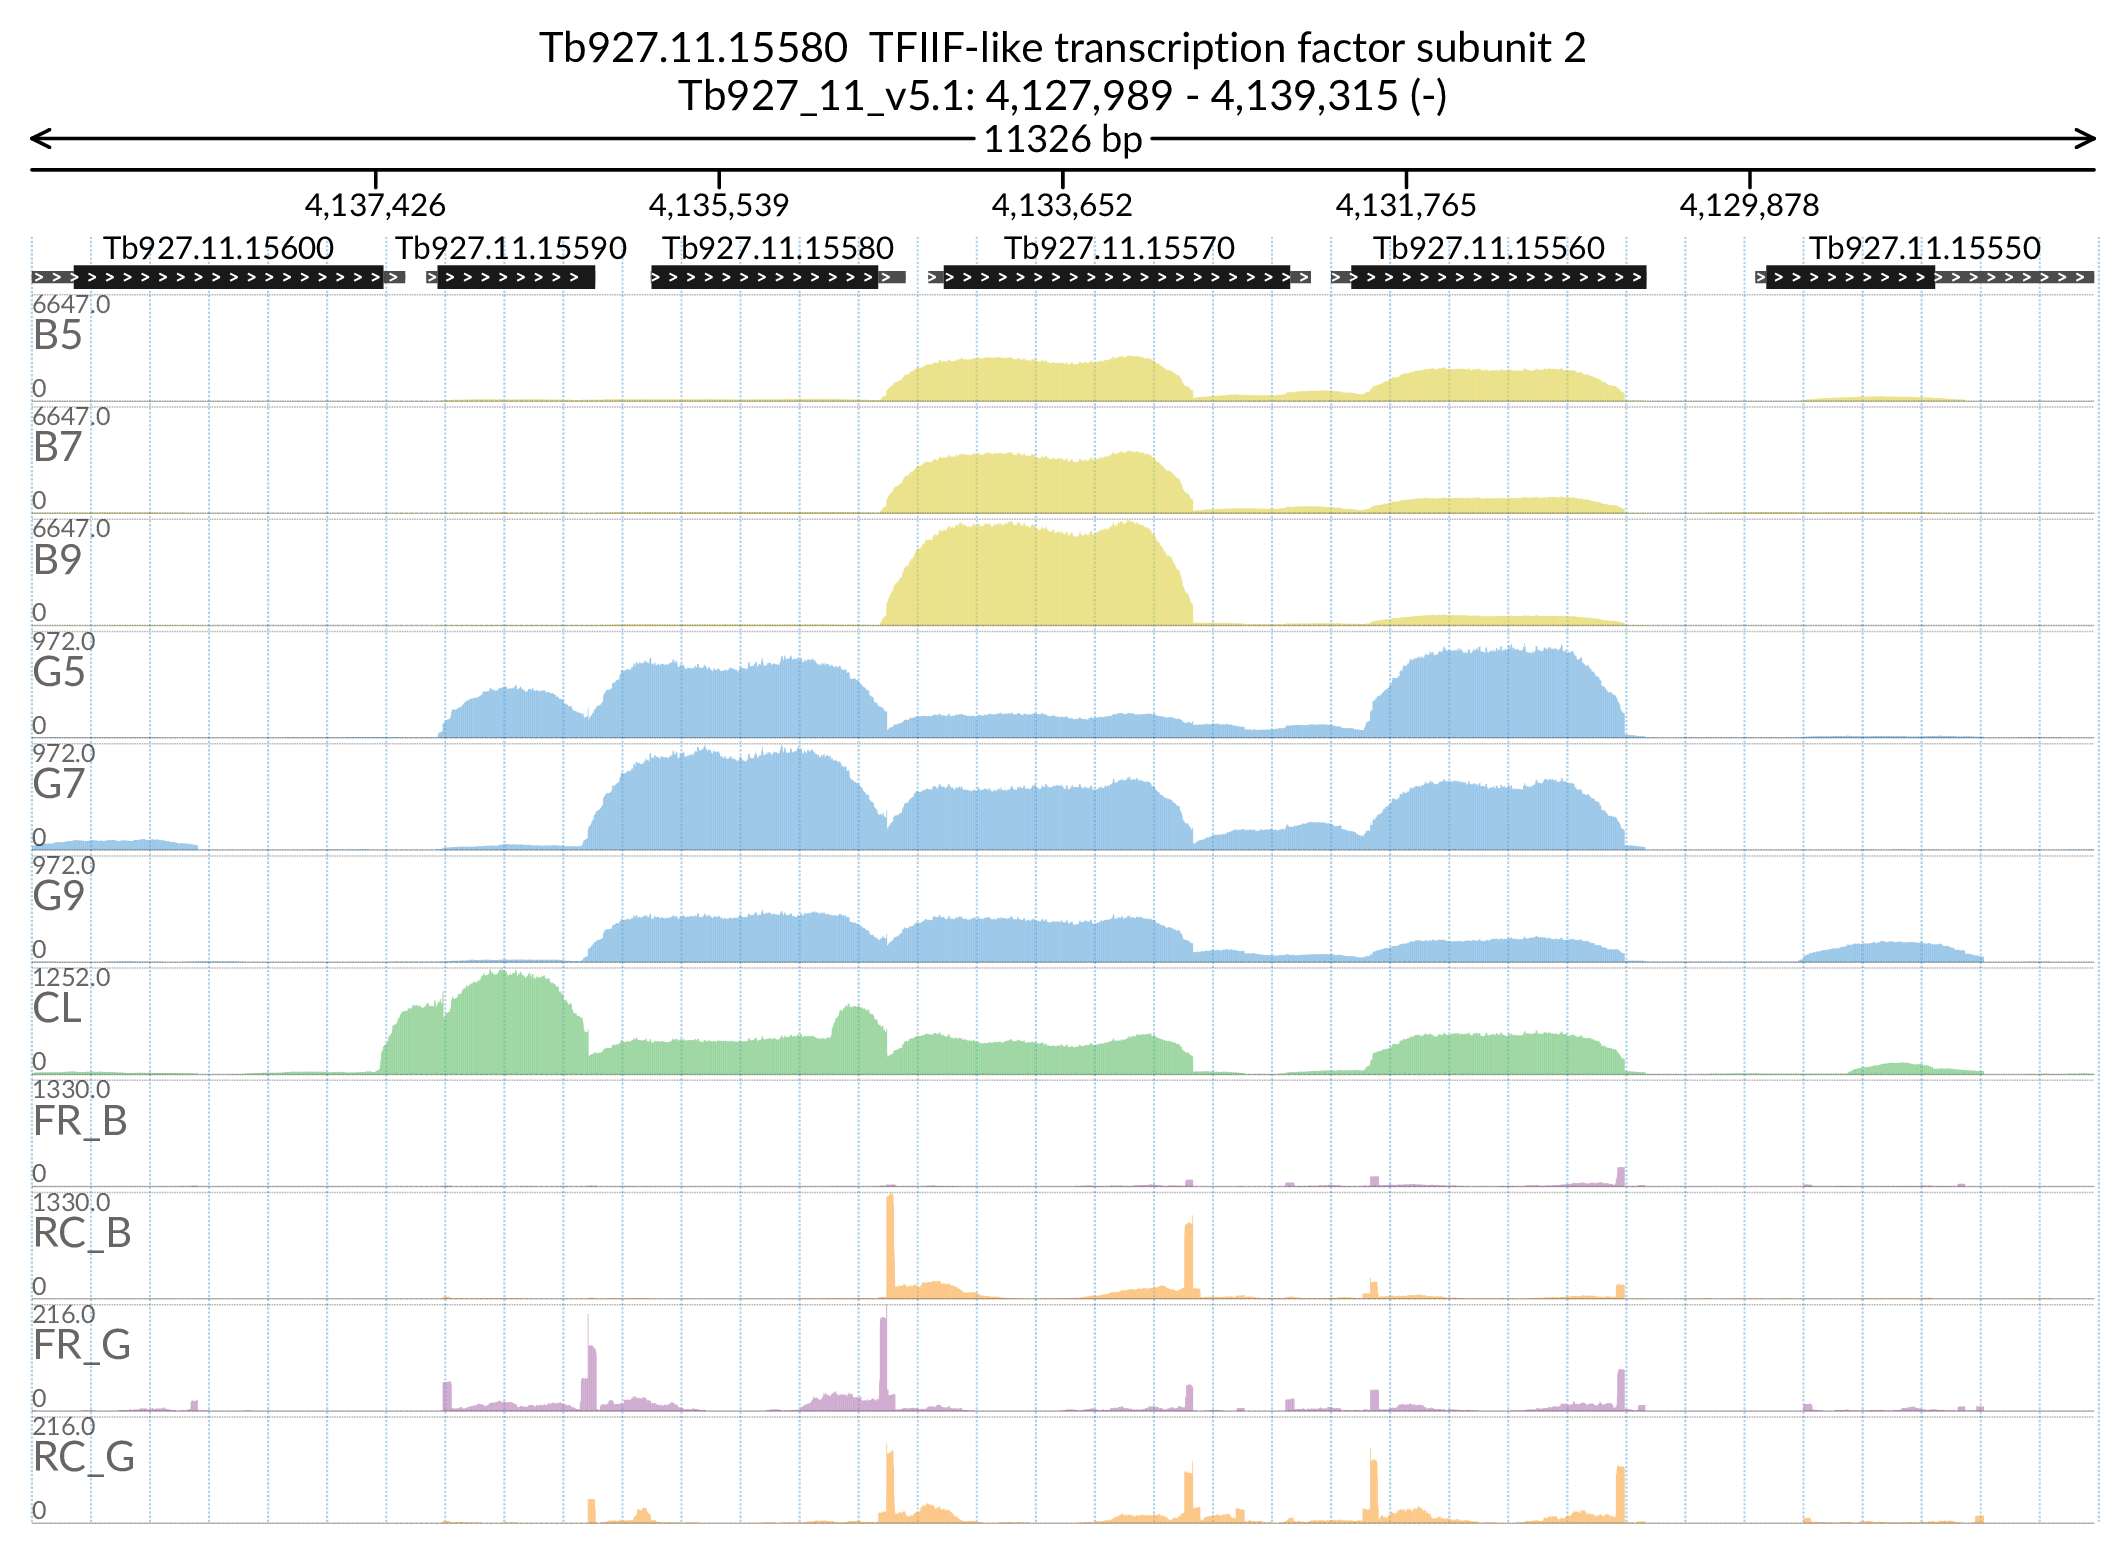 Tb927.11.15580  TFIIF-like transcription factor subunit 2
Tb927_11_v5.1: 4,127,989 - 4,139,315 (-)
11326 bp
4,137,426 4,135,539 4,133,652 4,131,765 4,129,878
Tb927.11.15600 Tb927.11.15590 Tb927.11.15580 Tb927.11.15570 Tb927.11.15560 Tb927.11.15550
6647.0
B5
0
6647.0
B7
0
6647.0
B9
0
972.0
G5
0
972.0
G7
0
972.0
G9
0
1252.0
CL
0
1330.0
FR_B
0
1330.0
RC_B
0
216.0
FR_G
0
216.0
RC_G
0